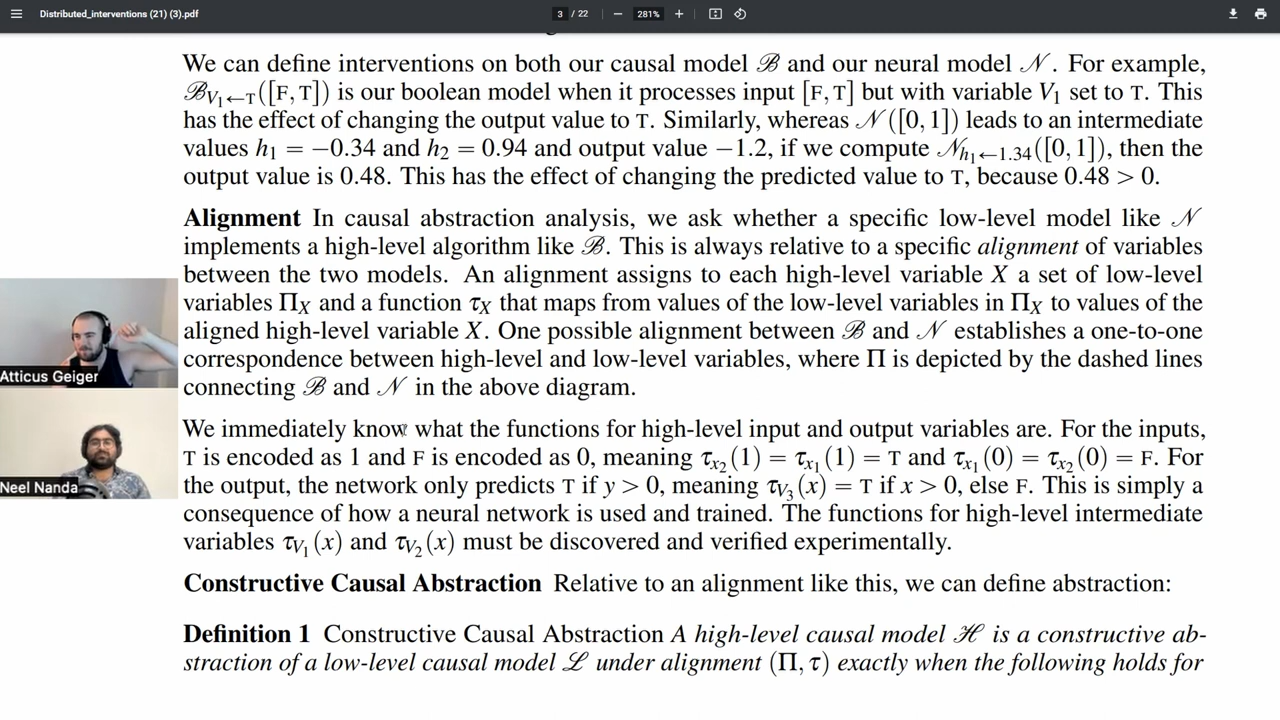 Distributed_interventions (21) (3).pdf
3 / 22
281%
We can define interventions on both our causal model ℬ and our neural model 𝒩. For example,
ℬ_{V₁←T}([F, T]) is our boolean model when it processes input [F, T] but with variable V₁ set to T. This
has the effect of changing the output value to T. Similarly, whereas 𝒩([0, 1]) leads to an intermediate
values h₁ = −0.34 and h₂ = 0.94 and output value −1.2, if we compute 𝒩_{h₁←1.34}([0, 1]), then the
output value is 0.48. This has the effect of changing the predicted value to T, because 0.48 > 0.
Alignment In causal abstraction analysis, we ask whether a specific low-level model like 𝒩
implements a high-level algorithm like ℬ. This is always relative to a specific alignment of variables
between the two models. An alignment assigns to each high-level variable X a set of low-level
variables Π_X and a function τ_X that maps from values of the low-level variables in Π_X to values of the
aligned high-level variable X. One possible alignment between ℬ and 𝒩 establishes a one-to-one
correspondence between high-level and low-level variables, where Π is depicted by the dashed lines
connecting ℬ and 𝒩 in the above diagram.
We immediately know what the functions for high-level input and output variables are. For the inputs,
T is encoded as 1 and F is encoded as 0, meaning τ_{x₂}(1) = τ_{x₁}(1) = T and τ_{x₁}(0) = τ_{x₂}(0) = F. For
the output, the network only predicts T if y > 0, meaning τ_{V₃}(x) = T if x > 0, else F. This is simply a
consequence of how a neural network is used and trained. The functions for high-level intermediate
variables τ_{V₁}(x) and τ_{V₂}(x) must be discovered and verified experimentally.
Constructive Causal Abstraction Relative to an alignment like this, we can define abstraction:
Definition 1 Constructive Causal Abstraction A high-level causal model ℋ is a constructive ab-
straction of a low-level causal model ℒ under alignment (Π, τ) exactly when the following holds for
Atticus Geiger
Neel Nanda